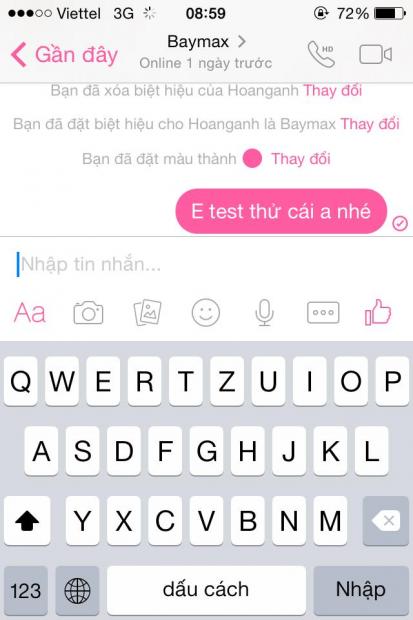 Viettel 3G 08:59 72%
Gần đây Baymax HD
Online 1 ngày trước
Bạn đã xóa biệt hiệu của Hoanganh Thay đổi
Bạn đã đặt biệt hiệu cho Hoanganh là Baymax Thay đổi
Bạn đã đặt màu thành Thay đổi
E test thử cái a nhé
Nhập tin nhắn...
Aa
Q W E R T Z U I O P
A S D F G H J K L
Y X C V B N M
123 dấu cách Nhập